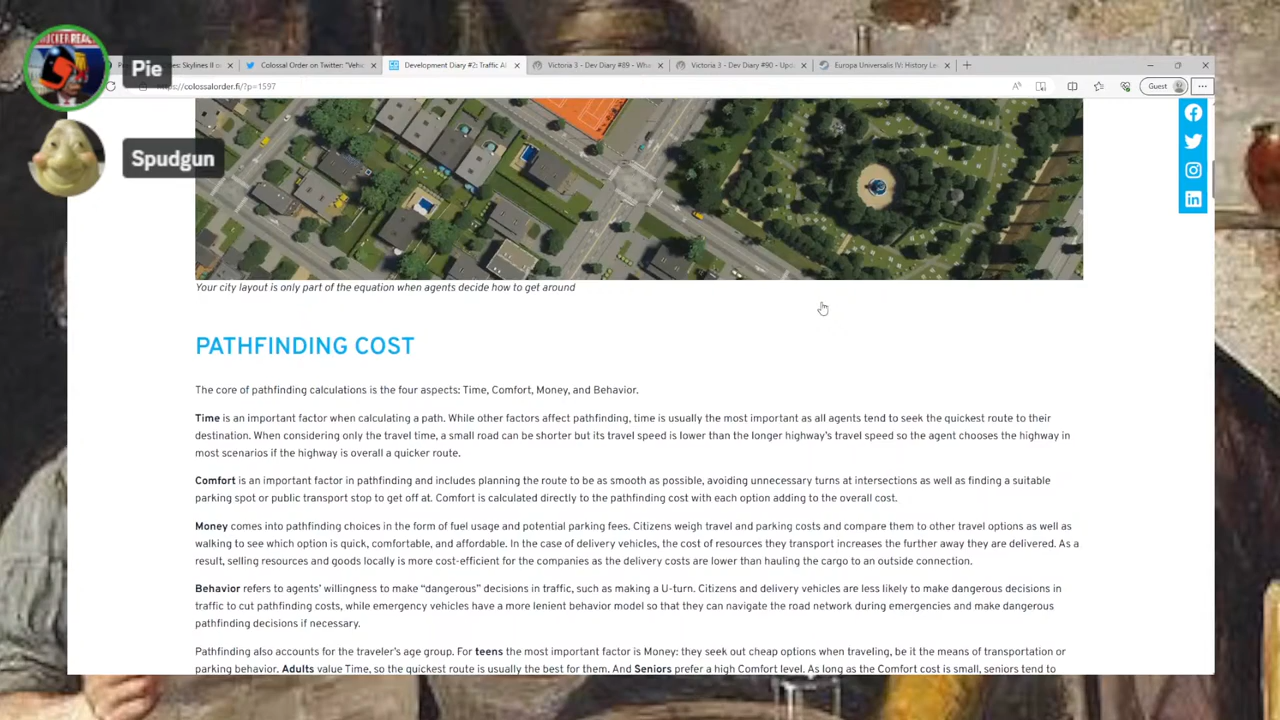 Pie
Spudgun
Skylines II
Colossal Order on Twitter: "Vehi
Development Diary #2: Traffic AI
Victoria 3 - Dev Diary #89 - Wha
Victoria 3 - Dev Diary #90 - Upd
Europa Universalis IV: History Le
https://colossalorder.fi/?p=1597
Guest
Your city layout is only part of the equation when agents decide how to get around
PATHFINDING COST
The core of pathfinding calculations is the four aspects: Time, Comfort, Money, and Behavior.
Time is an important factor when calculating a path. While other factors affect pathfinding, time is usually the most important as all agents tend to seek the quickest route to their
destination. When considering only the travel time, a small road can be shorter but its travel speed is lower than the longer highway's travel speed so the agent chooses the highway in
most scenarios if the highway is overall a quicker route.
Comfort is an important factor in pathfinding and includes planning the route to be as smooth as possible, avoiding unnecessary turns at intersections as well as finding a suitable
parking spot or public transport stop to get off at. Comfort is calculated directly to the pathfinding cost with each option adding to the overall cost.
Money comes into pathfinding choices in the form of fuel usage and potential parking fees. Citizens weigh travel and parking costs and compare them to other travel options as well as
walking to see which option is quick, comfortable, and affordable. In the case of delivery vehicles, the cost of resources they transport increases the further away they are delivered. As a
result, selling resources and goods locally is more cost-efficient for the companies as the delivery costs are lower than hauling the cargo to an outside connection.
Behavior refers to agents' willingness to make "dangerous" decisions in traffic, such as making a U-turn. Citizens and delivery vehicles are less likely to make dangerous decisions in
traffic to cut pathfinding costs, while emergency vehicles have a more lenient behavior model so that they can navigate the road network during emergencies and make dangerous
pathfinding decisions if necessary.
Pathfinding also accounts for the traveler's age group. For teens the most important factor is Money: they seek out cheap options when traveling, be it the means of transportation or
parking behavior. Adults value Time, so the quickest route is usually the best for them. And Seniors prefer a high Comfort level. As long as the Comfort cost is small, seniors tend to